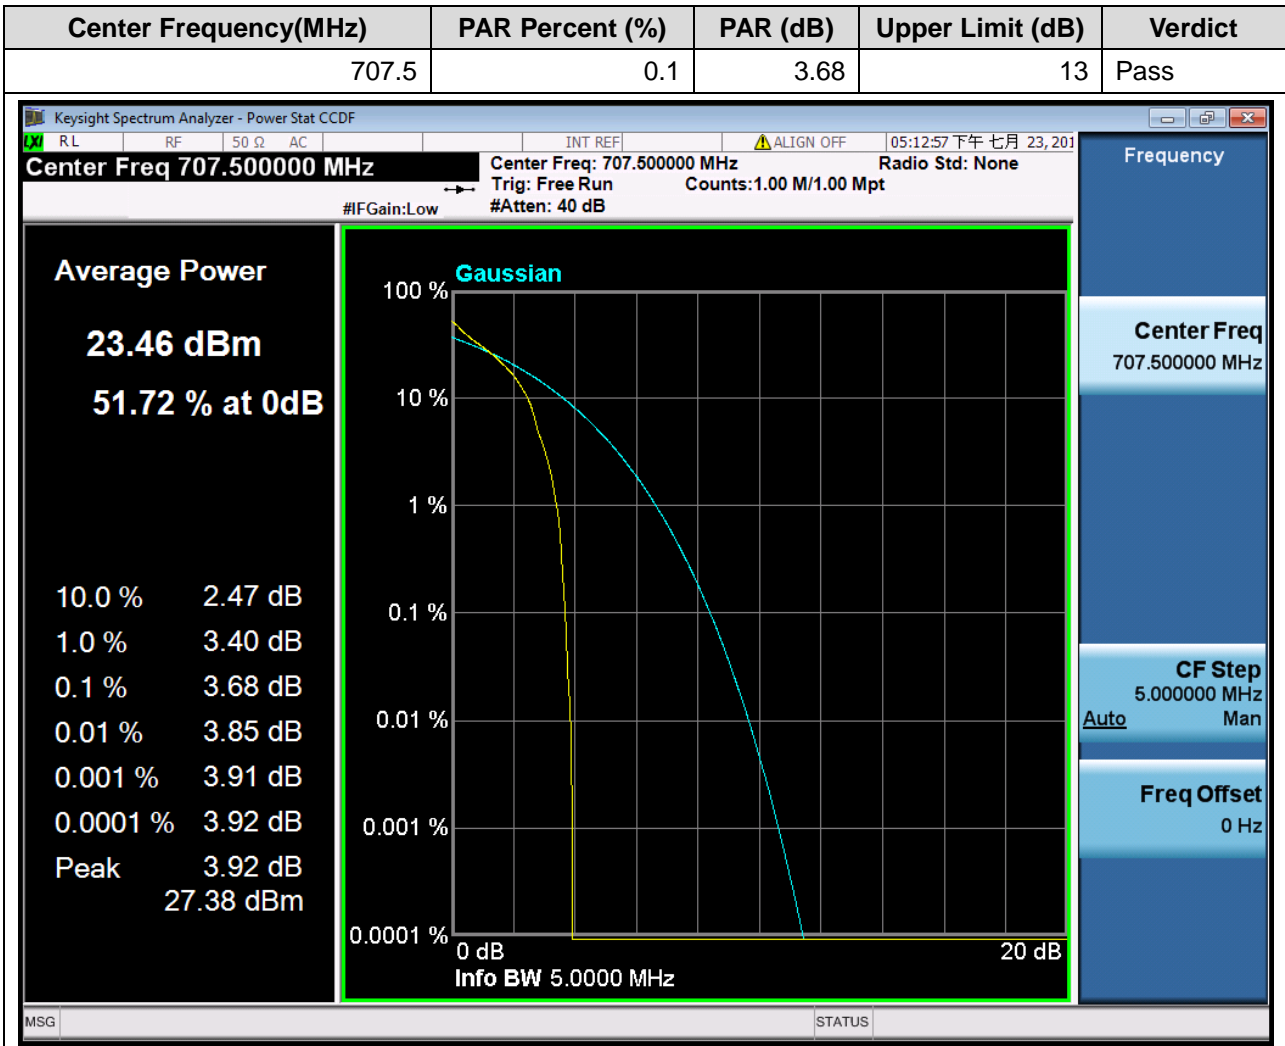 Center Frequency(MHz) PAR Percent (%) PAR (dB) Upper Limit (dB) Verdict
707.5 0.1 3.68 13 Pass
Keysight Spectrum Analyzer - Power Stat CCDF
LXI RL RF 50 Ω AC INT REF ALIGN OFF 05:12:57 下午 七月 23, 201
Center Freq 707.500000 MHz
Center Freq: 707.500000 MHz Radio Std: None
Trig: Free Run Counts:1.00 M/1.00 Mpt
#IFGain:Low #Atten: 40 dB
Average Power
23.46 dBm
51.72 % at 0dB
10.0 % 2.47 dB
1.0 % 3.40 dB
0.1 % 3.68 dB
0.01 % 3.85 dB
0.001 % 3.91 dB
0.0001 % 3.92 dB
Peak 3.92 dB
27.38 dBm
Gaussian
100 %
10 %
1 %
0.1 %
0.01 %
0.001 %
0.0001 %
0 dB 20 dB
Info BW 5.0000 MHz
Frequency
Center Freq
707.500000 MHz
CF Step
5.000000 MHz
Auto Man
Freq Offset
0 Hz
MSG STATUS